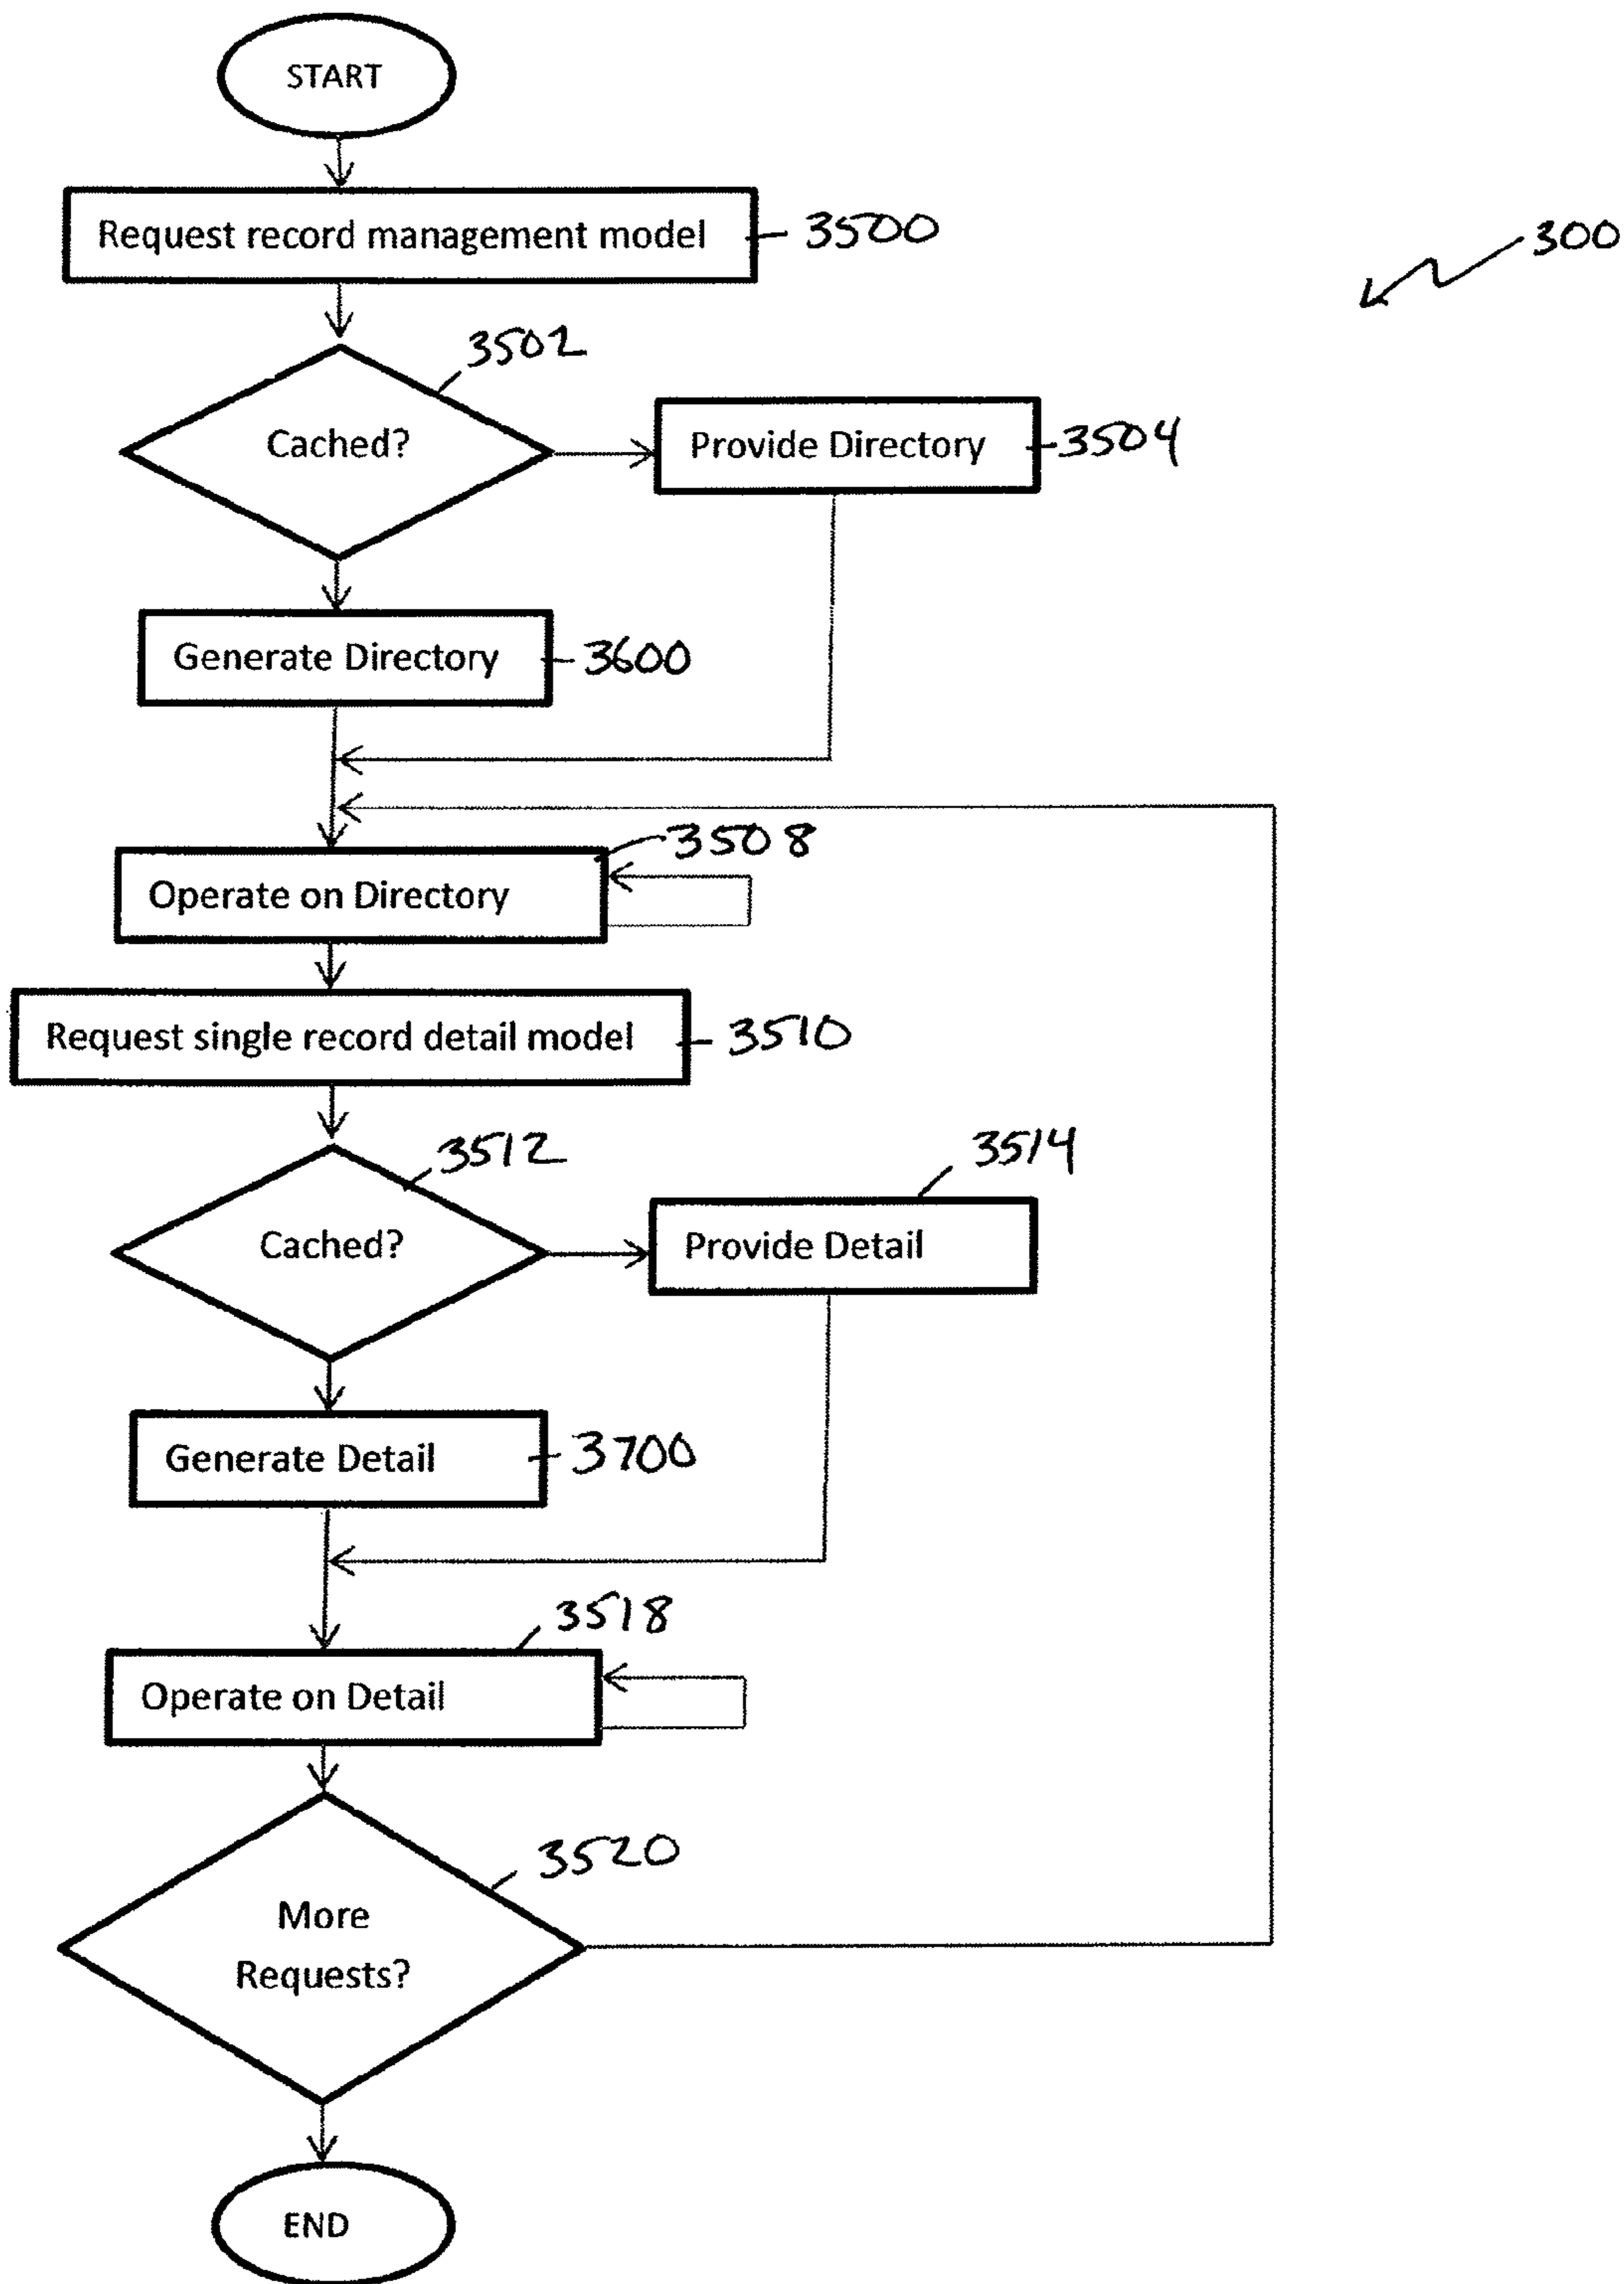 START
Request record management model
3500
300
3502
Cached?
Provide Directory
3504
Generate Directory
3600
3508
Operate on Directory
Request single record detail model
3510
3512
3514
Cached?
Provide Detail
Generate Detail
3700
3518
Operate on Detail
3520
More
Requests?
END